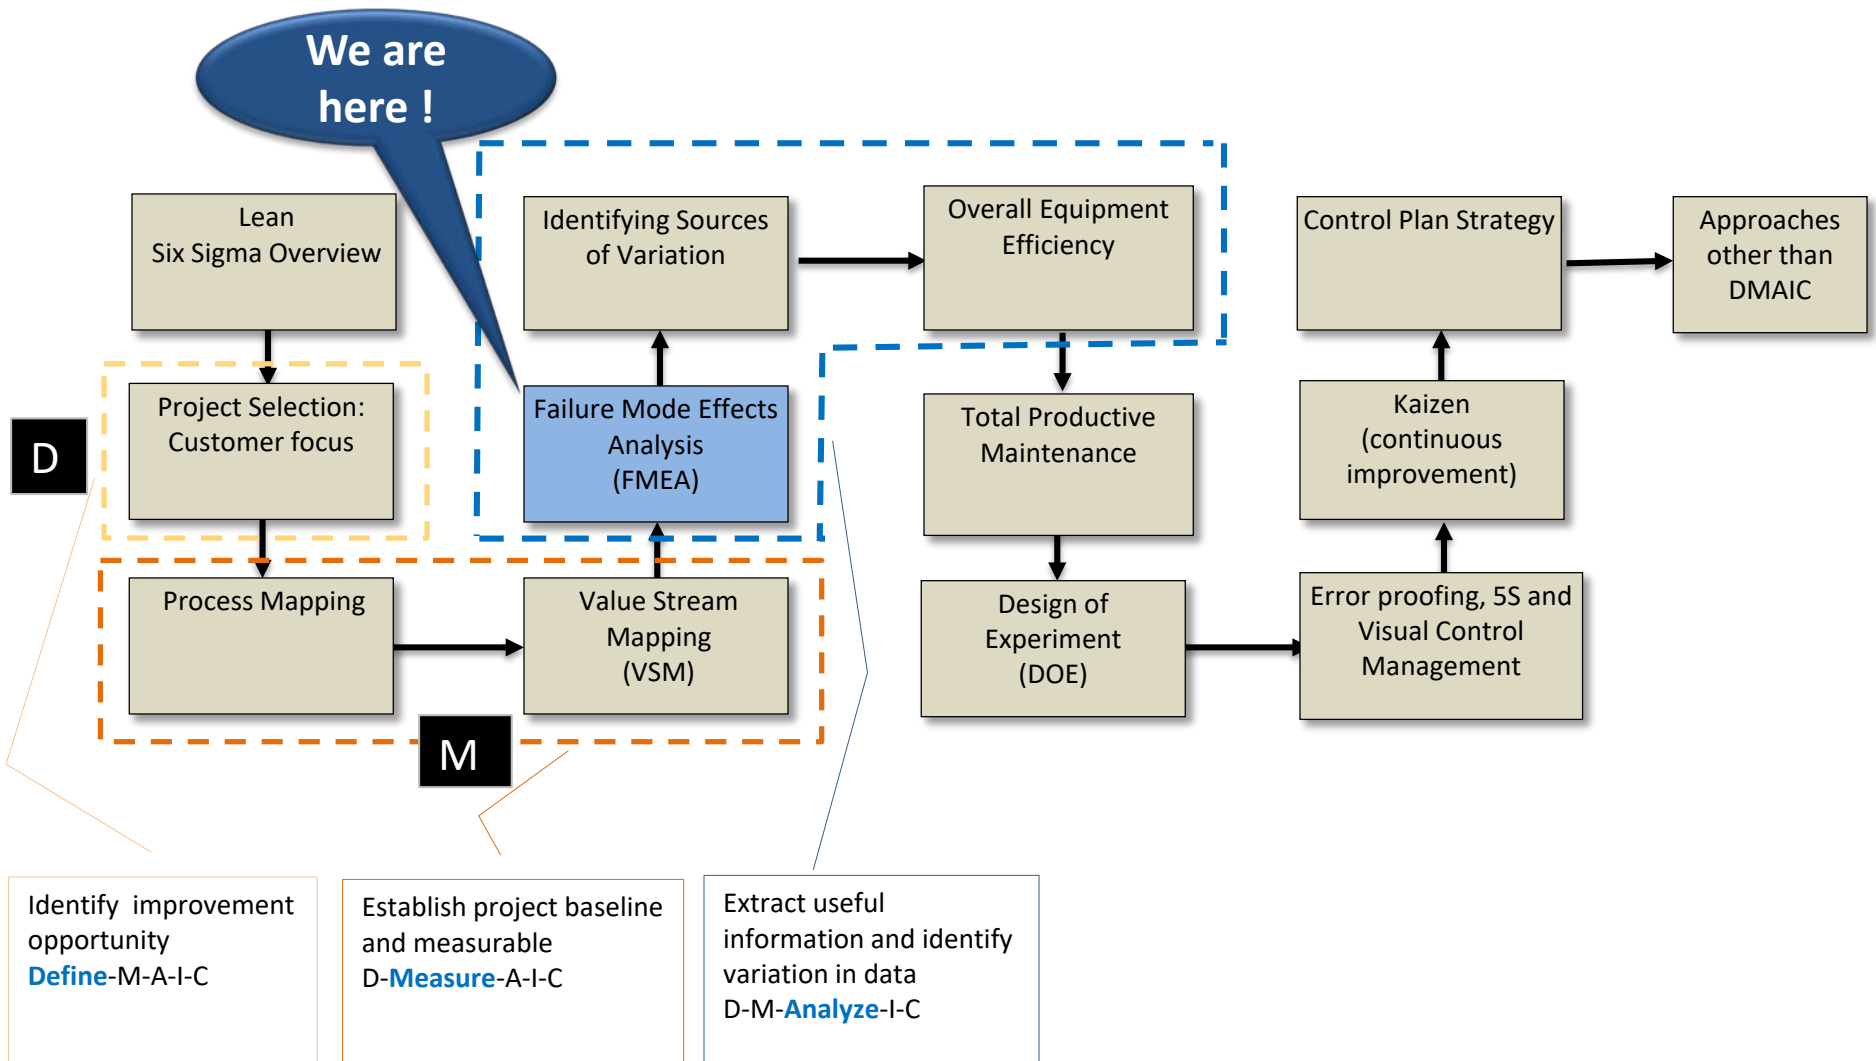 We are
here !
Lean
Six Sigma Overview
Identifying Sources
of Variation
Overall Equipment
Efficiency
Control Plan Strategy
Approaches
other than
DMAIC
D
Project Selection:
Customer focus
Failure Mode Effects
Analysis
(FMEA)
Total Productive
Maintenance
Kaizen
(continuous
improvement)
Process Mapping
Value Stream
Mapping
(VSM)
Design of
Experiment
(DOE)
Error proofing, 5S and
Visual Control
Management
M
Identify  improvement
opportunity
Define-M-A-I-C
Establish project baseline
and measurable
D-Measure-A-I-C
Extract useful
information and identify
variation in data
D-M-Analyze-I-C